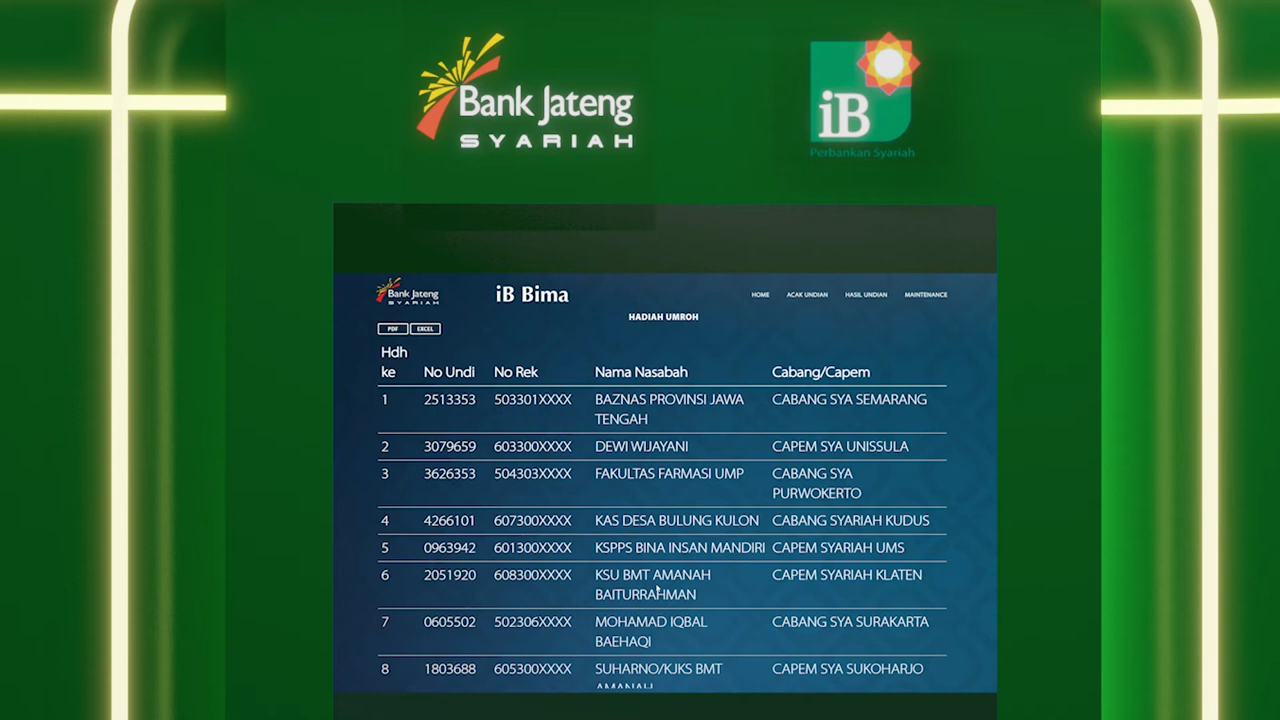 Bank Jateng
SYARIAH
iB
Perbankan Syariah
Bank Jateng
SYARIAH
iB Bima
HOME ACAK UNDIAN HASIL UNDIAN MAINTENANCE
HADIAH UMROH
PDF EXCEL
Hdh ke No Undi No Rek Nama Nasabah Cabang/Capem
1 2513353 503301XXXX BAZNAS PROVINSI JAWA TENGAH CABANG SYA SEMARANG
2 3079659 603300XXXX DEWI WIJAYANI CAPEM SYA UNISSULA
3 3626353 504303XXXX FAKULTAS FARMASI UMP CABANG SYA PURWOKERTO
4 4266101 607300XXXX KAS DESA BULUNG KULON CABANG SYARIAH KUDUS
5 0963942 601300XXXX KSPPS BINA INSAN MANDIRI CAPEM SYARIAH UMS
6 2051920 608300XXXX KSU BMT AMANAH BAITURRAHMAN CAPEM SYARIAH KLATEN
7 0605502 502306XXXX MOHAMAD IQBAL BAEHAQI CABANG SYA SURAKARTA
8 1803688 605300XXXX SUHARNO/KJKS BMT AMANAH CAPEM SYA SUKOHARJO